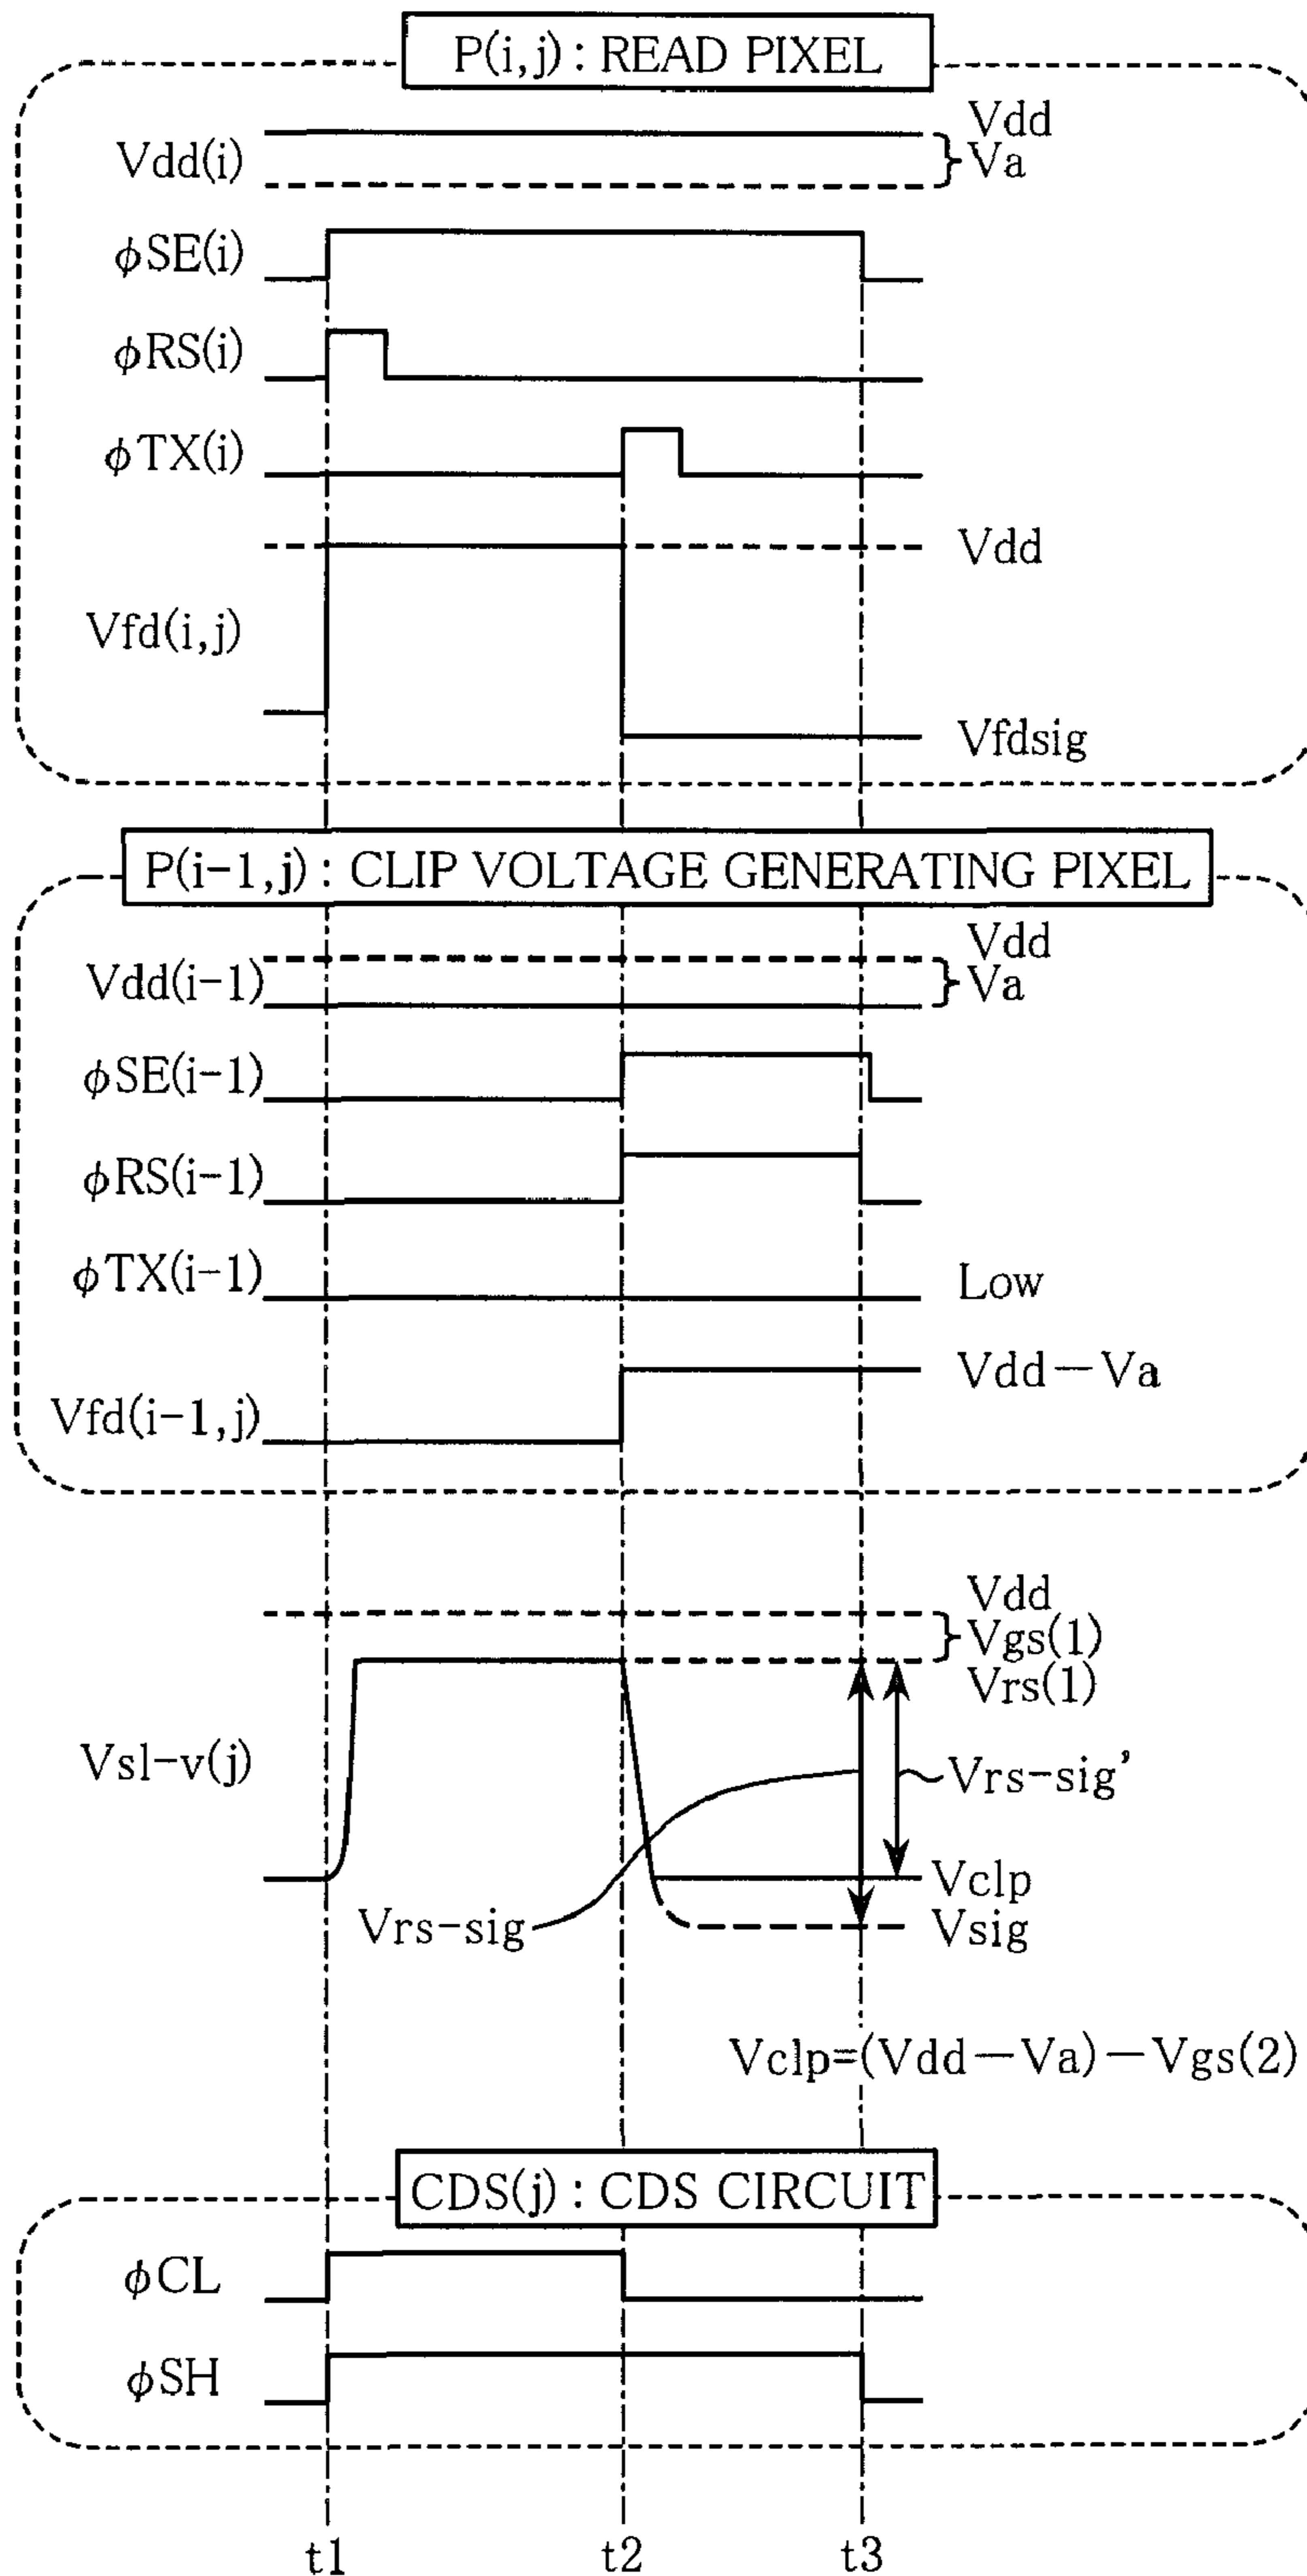 P(i,j) : READ PIXEL
Vdd
Vdd(i)
Va
φSE(i)
φRS(i)
φTX(i)
Vdd
Vfd(i,j)
Vfdsig
P(i-1,j) : CLIP VOLTAGE GENERATING PIXEL
Vdd
Vdd(i-1)
Va
φSE(i-1)
φRS(i-1)
φTX(i-1)
Low
Vdd－Va
Vfd(i-1,j)
Vdd
Vgs(1)
Vrs(1)
Vsl-v(j)
Vrs-sig'
Vclp
Vrs-sig
Vsig
Vclp=(Vdd－Va)－Vgs(2)
CDS(j) : CDS CIRCUIT
φCL
φSH
t1 t2 t3